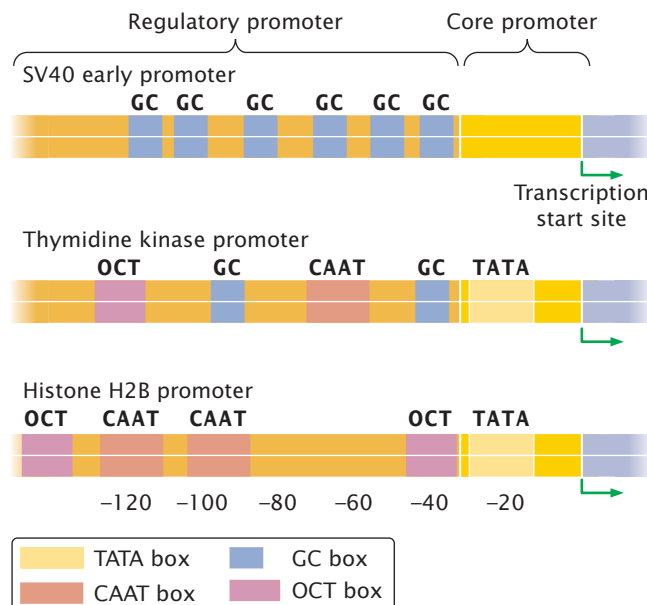 Regulatory promoter Core promoter
SV40 early promoter
GC GC GC GC GC GC
Transcription
start site
Thymidine kinase promoter
OCT GC CAAT GC TATA
Histone H2B promoter
OCT CAAT CAAT OCT TATA
–120 –100 –80 –60 –40 –20
TATA box GC box
CAAT box OCT box